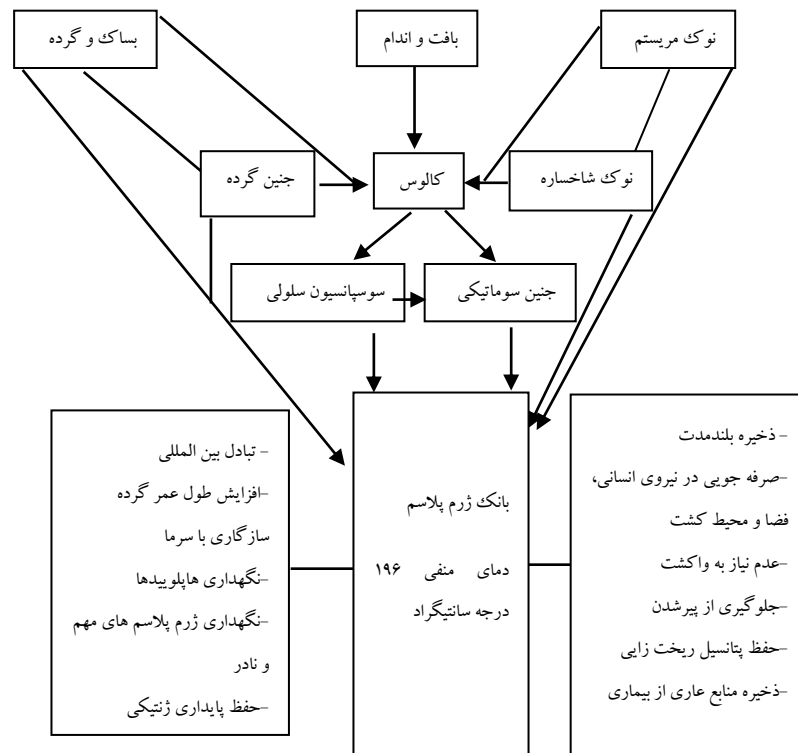 نوک مریستم
بافت و اندام
بساک و گرده
نوک شاخساره
کالوس
جنین گرده
جنین سوماتیکی
سوسپانسیون سلولی
- ذخیره بلندمدت
-صرفه جویی در نیروی انسانی،
فضا و محیط کشت
-عدم نیاز به واکشت
-جلوگیری از پیرشدن
-حفظ پتانسیل ریخت زایی
-ذخیره منابع عاری از بیماری
بانک ژرم پلاسم
دمای منفی ۱۹۶
درجه سانتیگراد
- تبادل بین المللی
-افزایش طول عمر گرده
سازگاری با سرما
-نگهداری هاپلوییدها
-نگهداری ژرم پلاسم های مهم
و نادر
-حفظ پایداری ژنتیکی